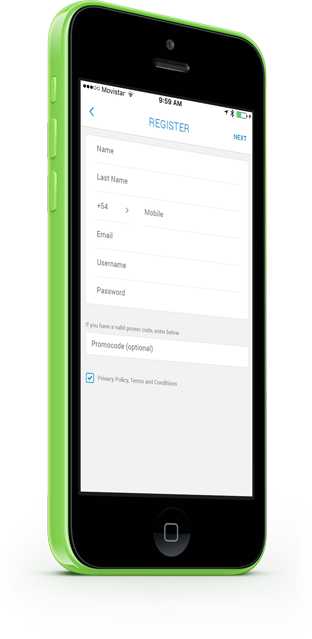 Movistar 9:59 AM
REGISTER NEXT
Name
Last Name
+54 > Mobile
Email
Username
Password
If you have a valid promo code, enter below
Promocode (optional)
Privacy Policy, Terms and Conditions